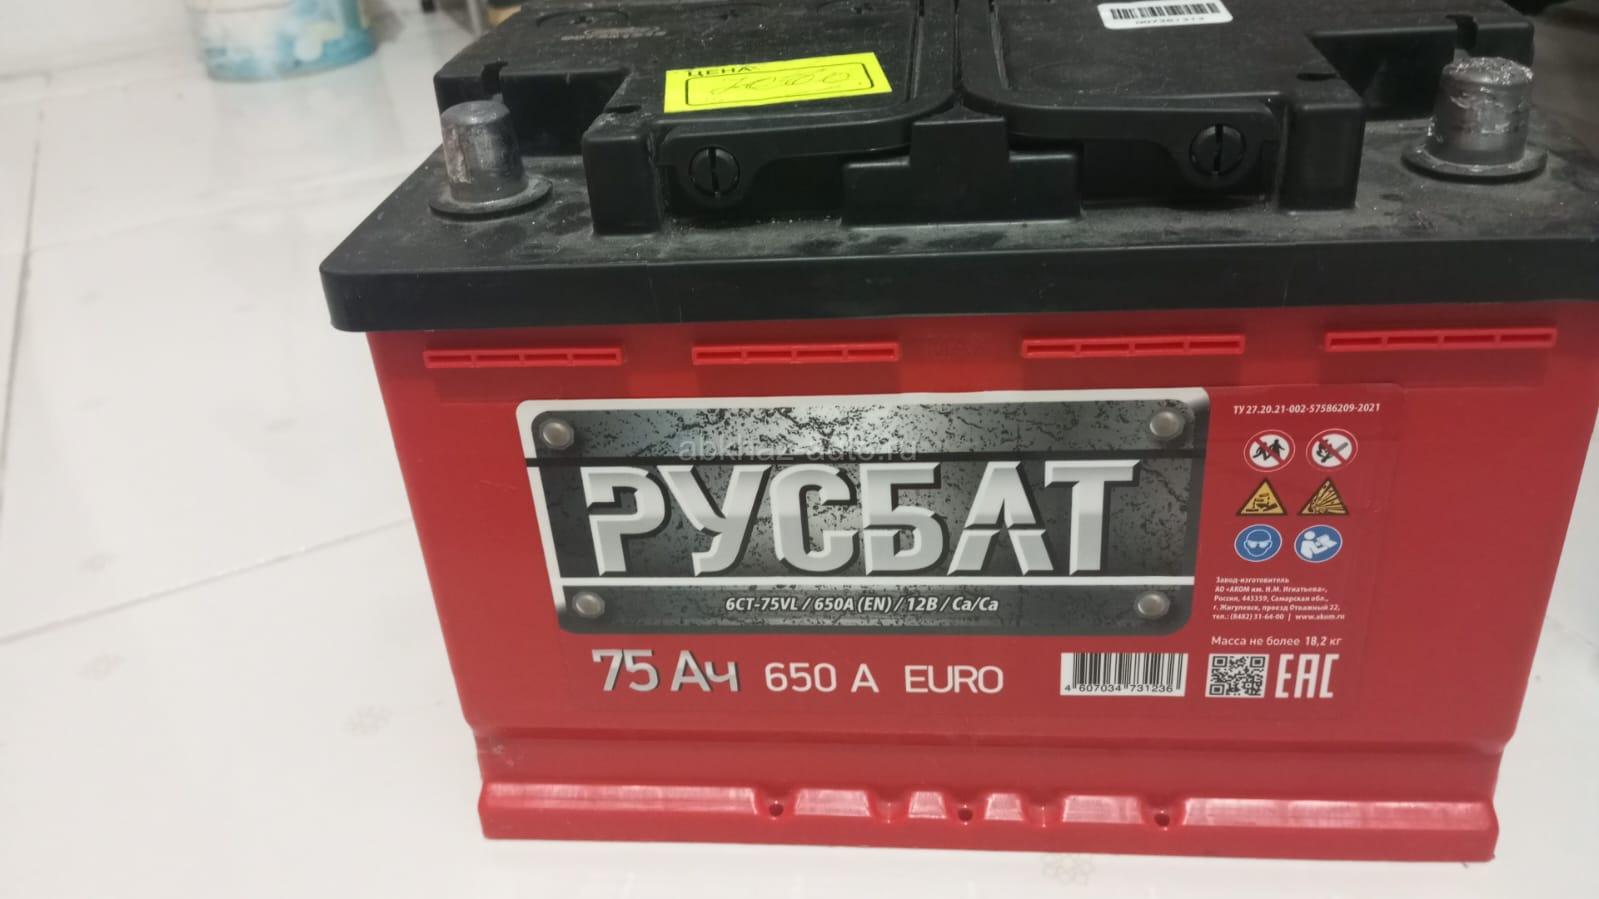 ЦЕНА:
ТУ 27.20.21-002-57586209-2021
abkhaz-auto.ru
РУСБАТ
6СТ-75VL / 650А (EN) / 12В / Ca/Ca
Завод-изготовитель
АО «АКОМ им. Н.М. Игнатьева»,
Россия, 445359, Самарская обл.,
г. Жигулевск, проезд Отважный 22,
тел.: (8482) 31-64-00 | www.akom.ru
Масса не более 18,2 кг
75 Ач 650 А EURO
4 607034 731236
EAC